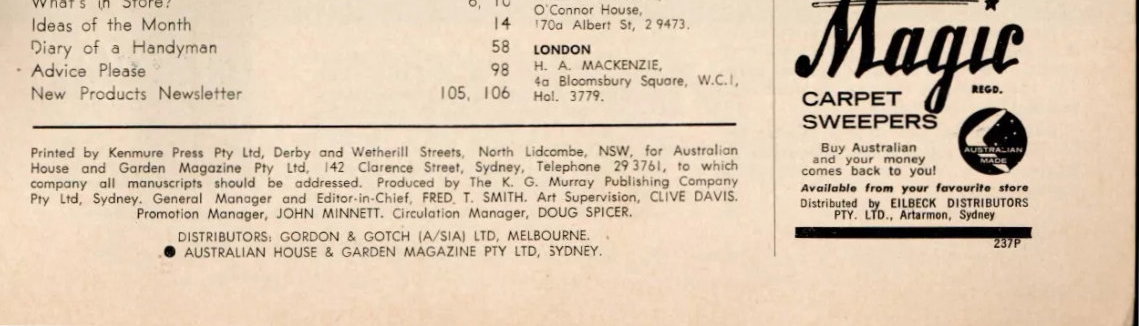 What's in Store? 6, 10
Ideas of the Month 14
Diary of a Handyman 58
Advice Please 98
New Products Newsletter 105, 106
O'Connor House,
170a Albert St, 2 9473.
LONDON
H. A. MACKENZIE,
4a Bloomsbury Square, W.C.1,
Hol. 3779.
Printed by Kenmure Press Pty Ltd, Derby and Wetherill Streets, North Lidcombe, NSW, for Australian
House and Garden Magazine Pty Ltd, 142 Clarence Street, Sydney, Telephone 29 3761, to which
company all manuscripts should be addressed. Produced by The K. G. Murray Publishing Company
Pty Ltd, Sydney. General Manager and Editor-in-Chief, FRED T. SMITH. Art Supervision, CLIVE DAVIS.
Promotion Manager, JOHN MINNETT. Circulation Manager, DOUG SPICER.
DISTRIBUTORS: GORDON & GOTCH (A/SIA) LTD, MELBOURNE.
● AUSTRALIAN HOUSE & GARDEN MAGAZINE PTY LTD, SYDNEY.
Magic
REGD.
CARPET
SWEEPERS
Buy Australian
and your money
comes back to you!
AUSTRALIAN
MADE
Available from your favourite store
Distributed by EILBECK DISTRIBUTORS
PTY. LTD., Artarmon, Sydney
237P